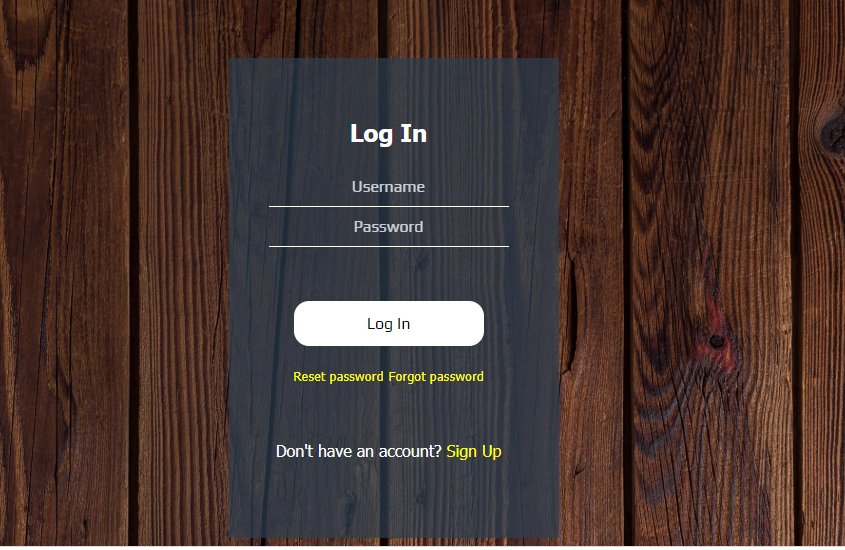 Log In
Username
Password
Log In
Reset password Forgot password
Don't have an account? Sign Up